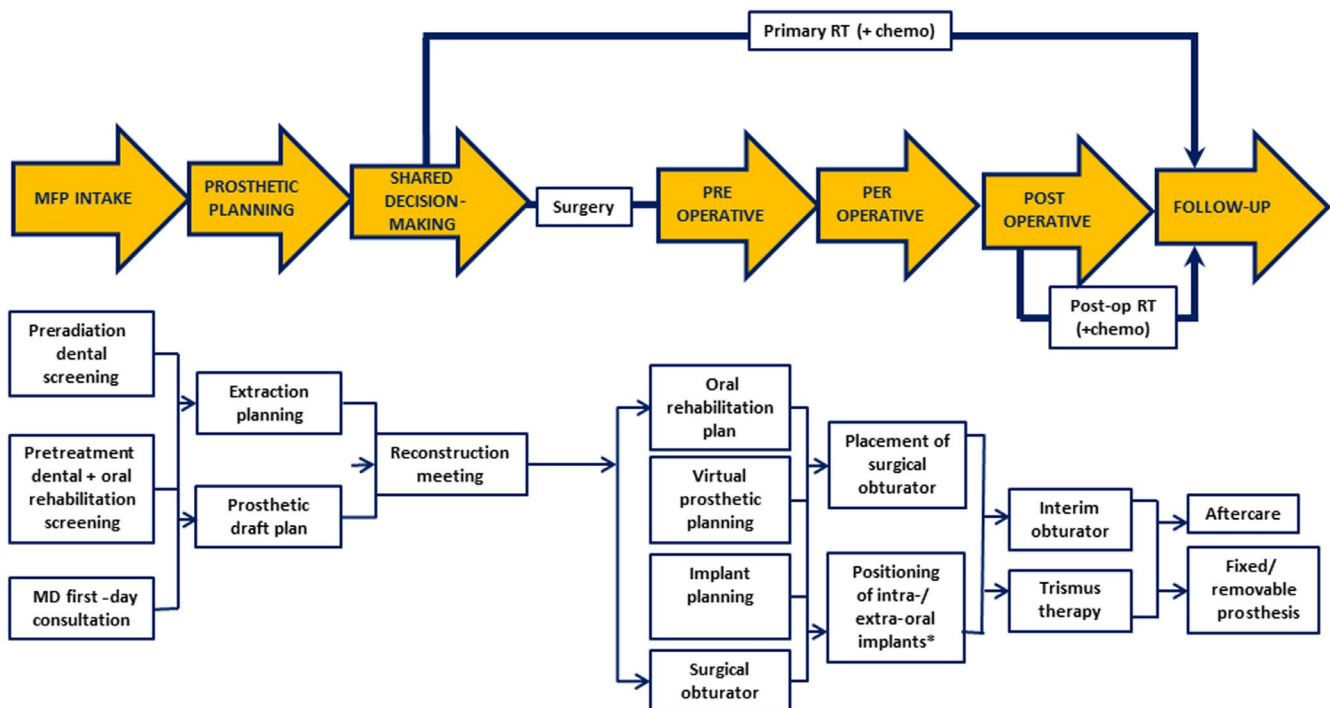 Primary RT (+ chemo)
MFP INTAKE
PROSTHETIC
PLANNING
SHARED
DECISION-
MAKING
Surgery
PRE
OPERATIVE
PER
OPERATIVE
POST
OPERATIVE
FOLLOW-UP
Post-op RT
(+chemo)
Preradiation
dental
screening
Pretreatment
dental + oral
rehabilitation
screening
MD first -day
consultation
Extraction
planning
Prosthetic
draft plan
Reconstruction
meeting
Oral
rehabilitation
plan
Virtual
prosthetic
planning
Implant
planning
Surgical
obturator
Placement of
surgical
obturator
Positioning
of intra-/
extra-oral
implants*
Interim
obturator
Trismus
therapy
Aftercare
Fixed/
removable
prosthesis